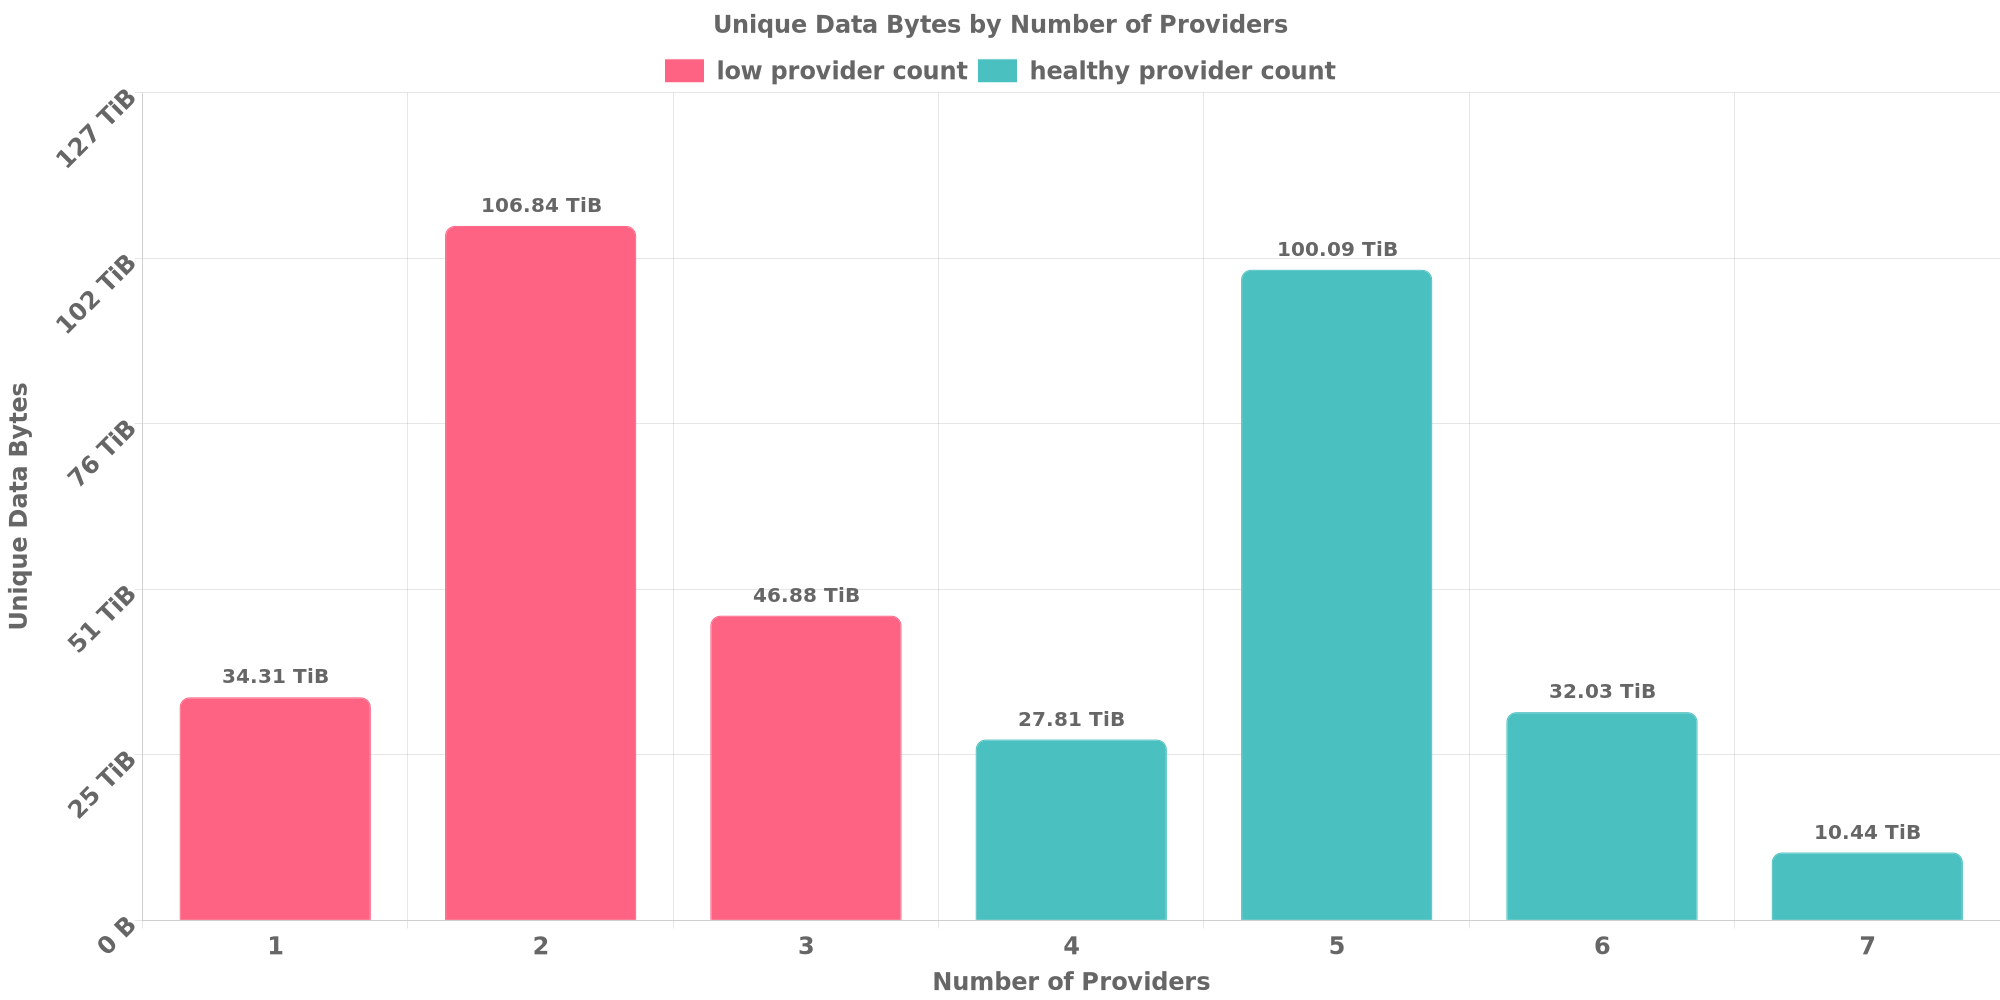 Unique Data Bytes by Number of Providers
low provider count healthy provider count
127 TiB
102 TiB
76 TiB
51 TiB
25 TiB
0 B
Unique Data Bytes
34.31 TiB
106.84 TiB
46.88 TiB
27.81 TiB
100.09 TiB
32.03 TiB
10.44 TiB
1 2 3 4 5 6 7
Number of Providers